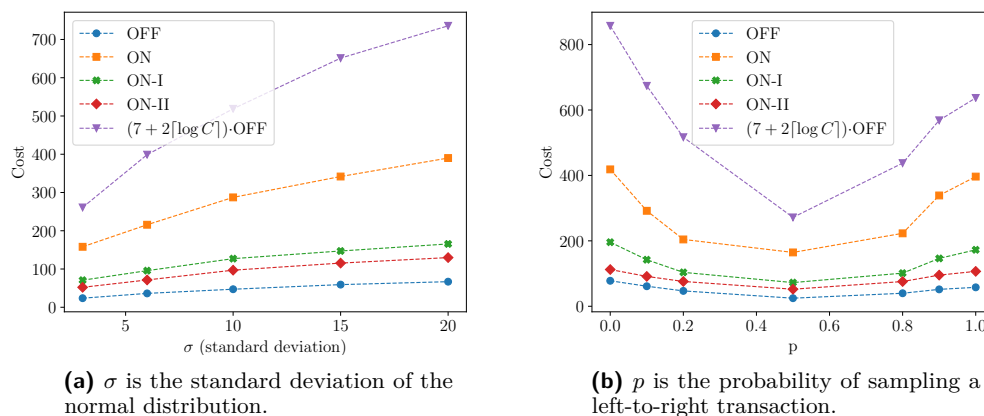 700
600
500
400
300
200
100
0
Cost
OFF
ON
ON-I
ON-II
(7 + 2⌈log C⌉)·OFF
5 10 15 20
σ (standard deviation)
(a) σ is the standard deviation of the
normal distribution.
800
600
400
200
0
Cost
OFF
ON
ON-I
ON-II
(7 + 2⌈log C⌉)·OFF
0.0 0.2 0.4 0.6 0.8 1.0
p
(b) p is the probability of sampling a
left-to-right transaction.